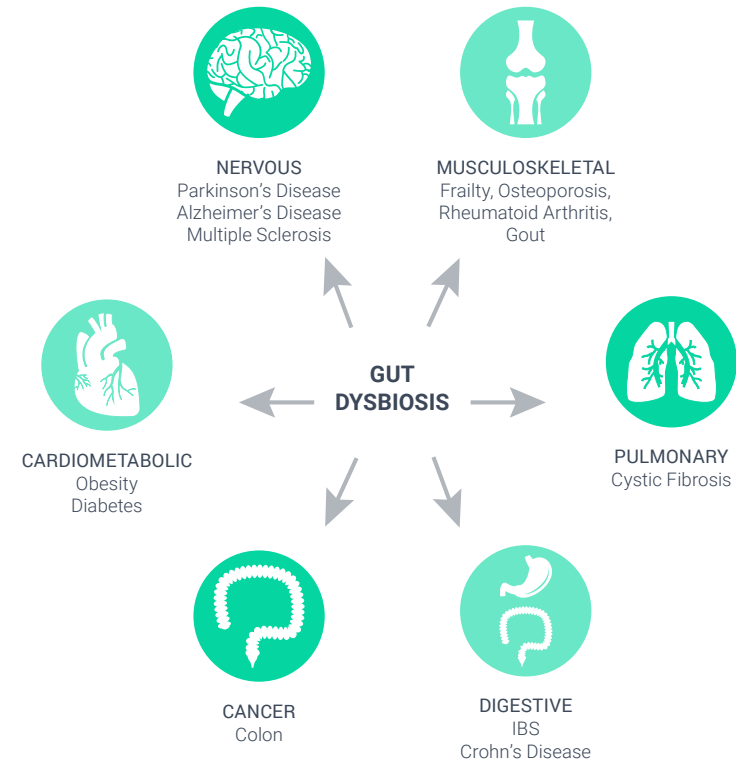 NERVOUS
Parkinson’s Disease
Alzheimer’s Disease
Multiple Sclerosis
MUSCULOSKELETAL
Frailty, Osteoporosis,
Rheumatoid Arthritis,
Gout
GUT
DYSBIOSIS
CARDIOMETABOLIC
Obesity
Diabetes
PULMONARY
Cystic Fibrosis
CANCER
Colon
DIGESTIVE
IBS
Crohn’s Disease